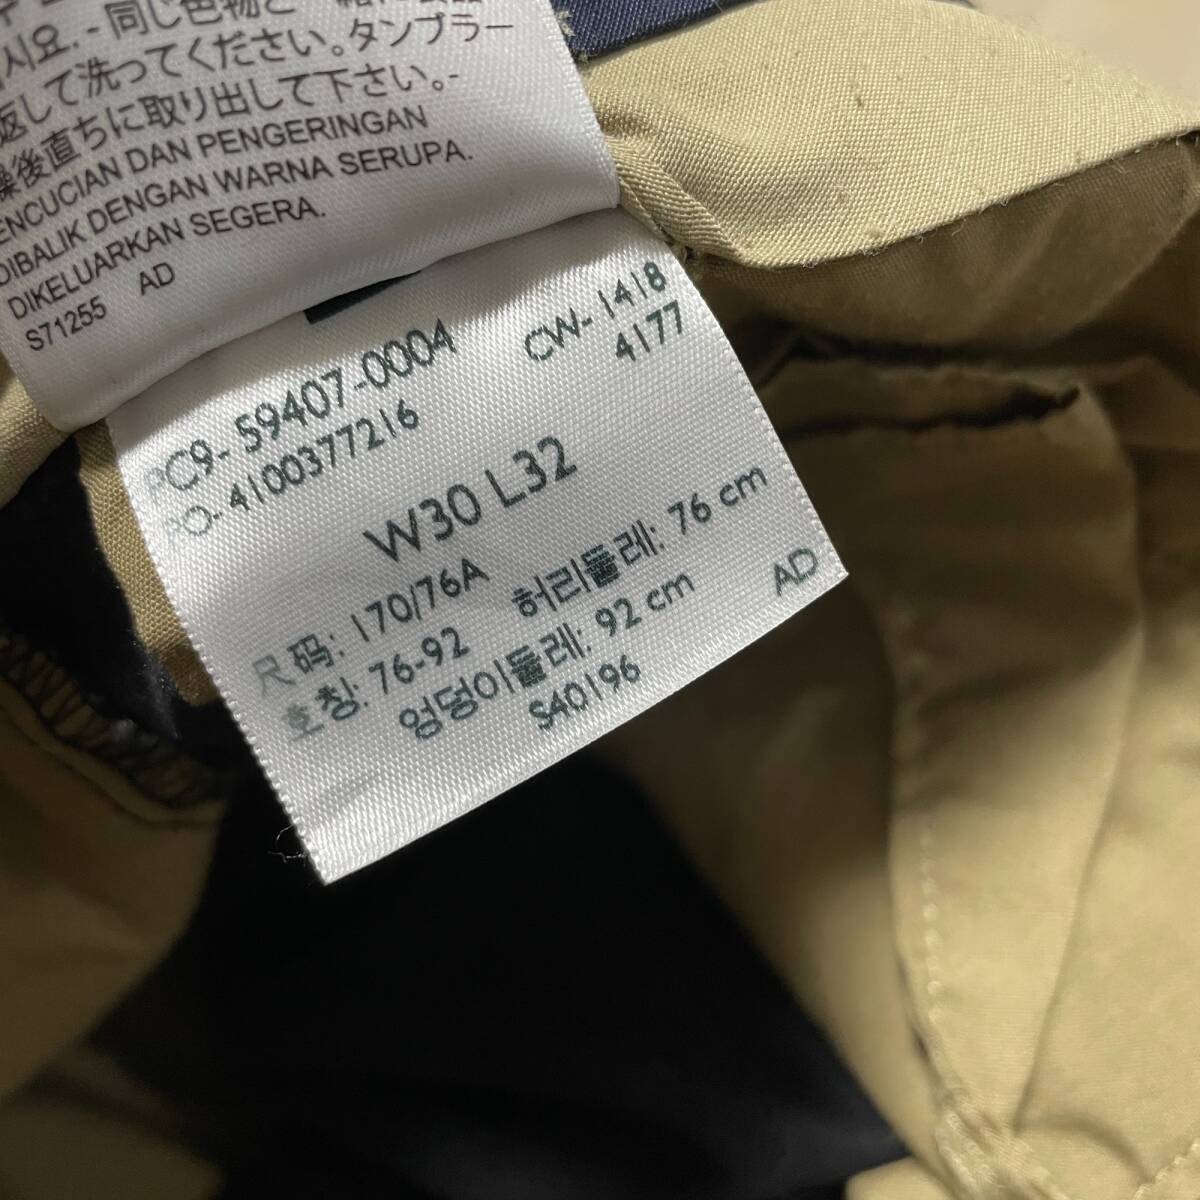 시요. - 同じ色物と
返して洗ってください。タンブラー
燥後直ちに取り出して下さい。-
ENCUCIAN DAN PENGERINGAN
DIBALIK DENGAN WARNA SERUPA.
DIKELUARKAN SEGERA.
S71255 AD
PC9- 59407-0004 CW- 1418
PO- 4100377216 4177
W30 L32
尺码: 170/76A
호칭: 76-92 허리둘레: 76 cm
엉덩이둘레: 92 cm AD
S40196